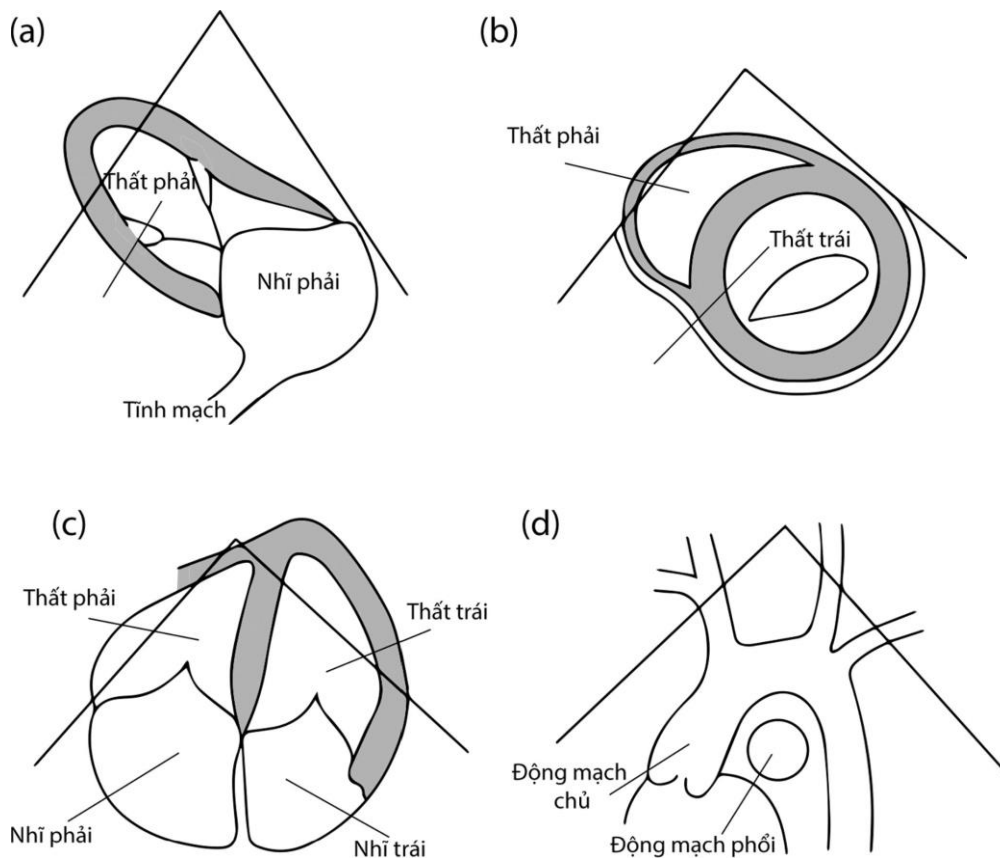 (a)
Thất phải
Nhĩ phải
Tĩnh mạch
(b)
Thất phải
Thất trái
(c)
Thất phải
Thất trái
Nhĩ phải
Nhĩ trái
(d)
Động mạch
chủ
Động mạch phổi